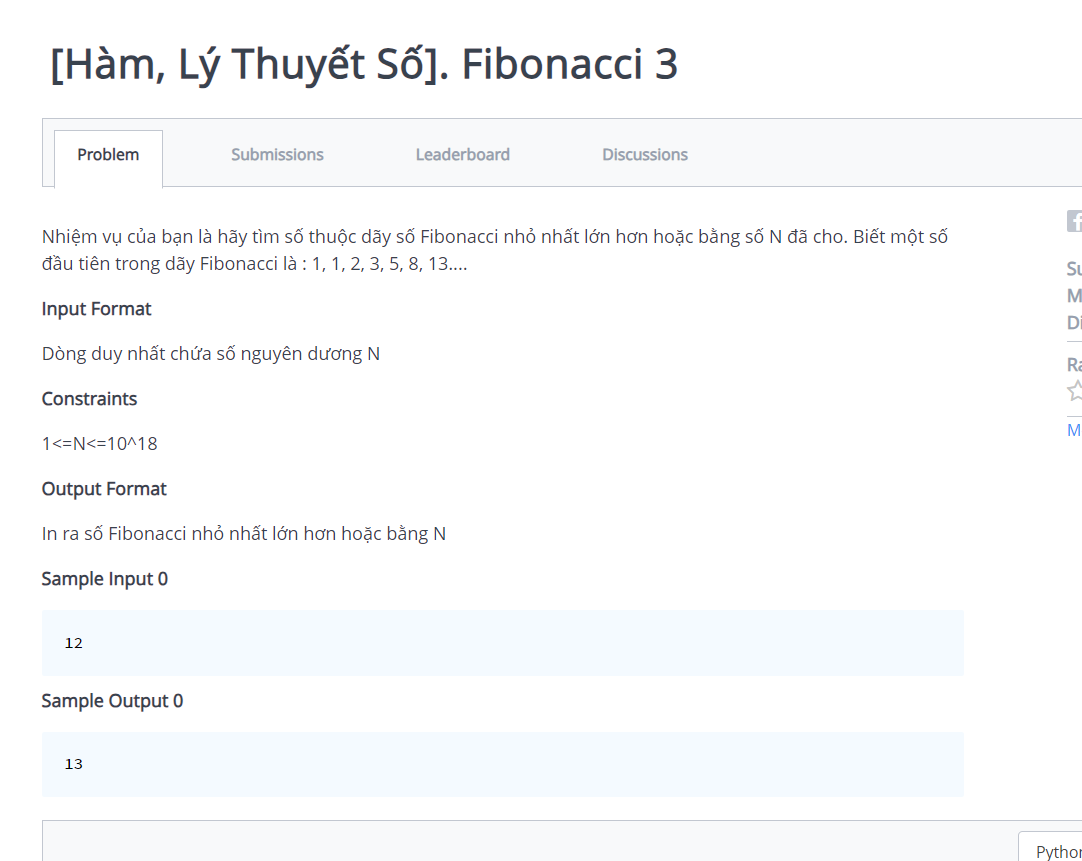 [Hàm, Lý Thuyết Số]. Fibonacci 3
Problem
Submissions
Leaderboard
Discussions
Nhiệm vụ của bạn là hãy tìm số thuộc dãy số Fibonacci nhỏ nhất lớn hơn hoặc bằng số N đã cho. Biết một số
đầu tiên trong dãy Fibonacci là : 1, 1, 2, 3, 5, 8, 13....
Input Format
Dòng duy nhất chứa số nguyên dương N
Constraints
1<=N<=10^18
Output Format
In ra số Fibonacci nhỏ nhất lớn hơn hoặc bằng N
Sample Input 0
12
Sample Output 0
13